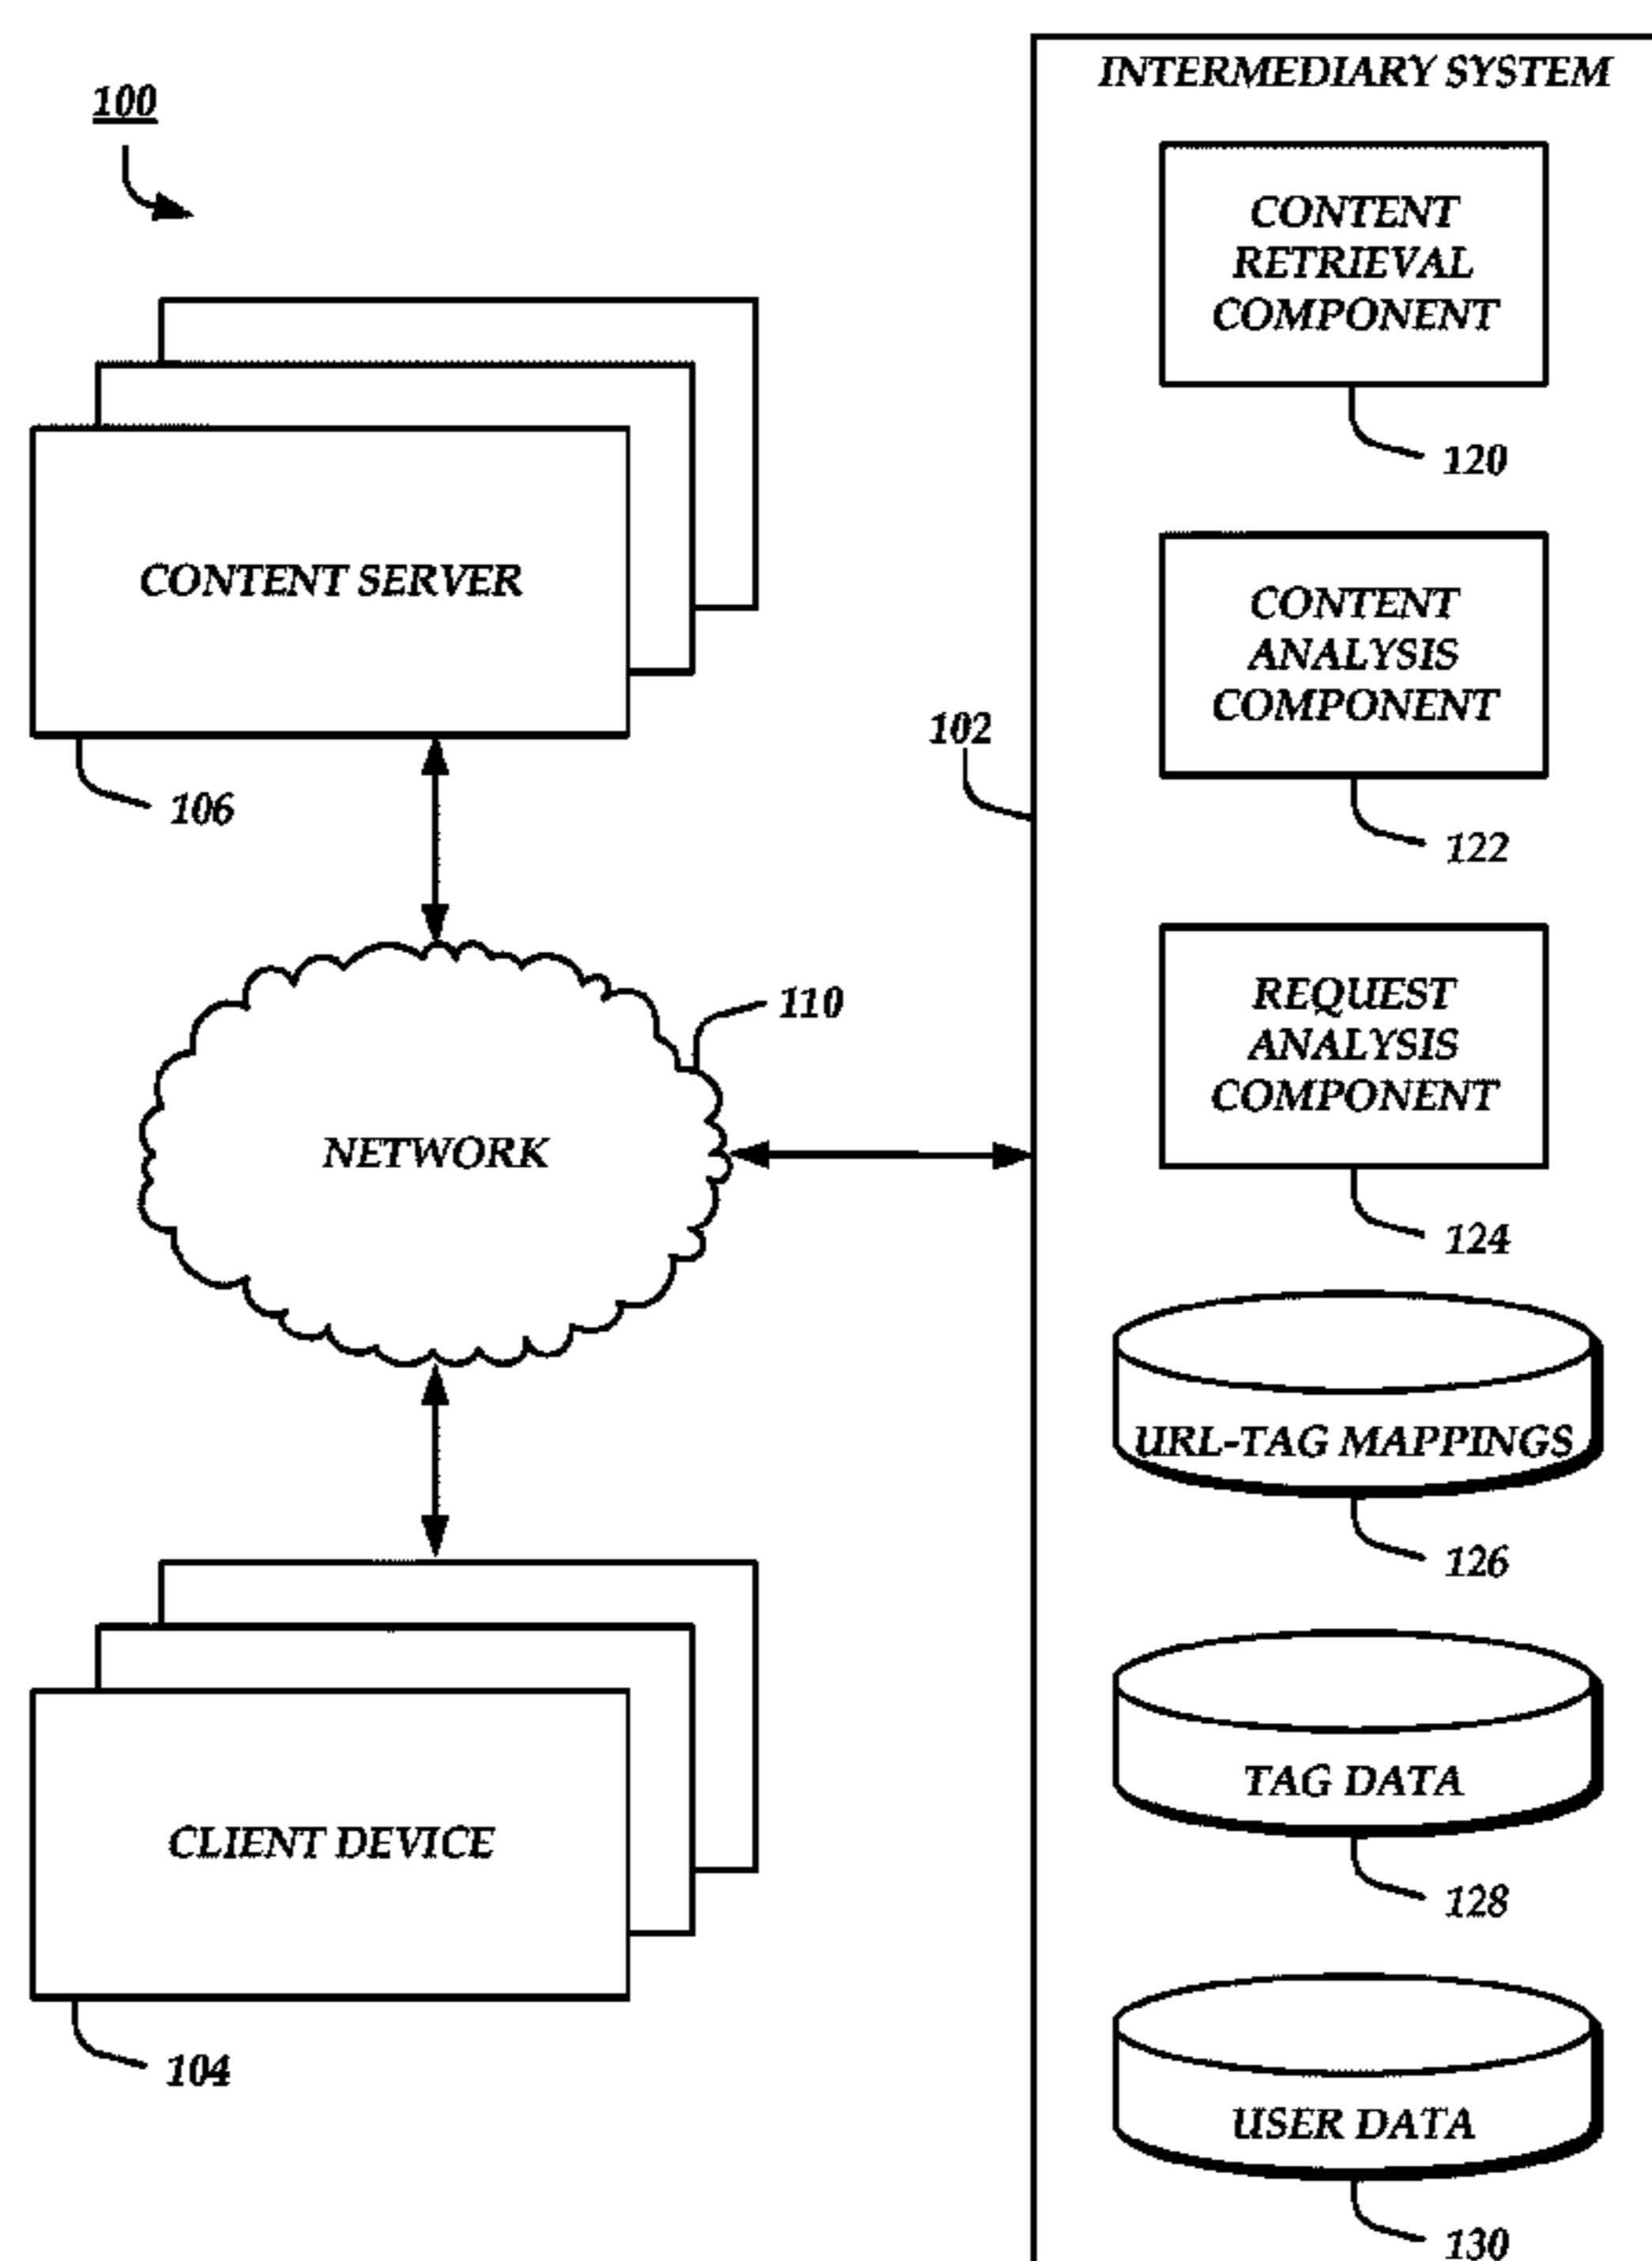 100
CONTENT SERVER
106
NETWORK
110
CLIENT DEVICE
104
102
INTERMEDIARY SYSTEM
CONTENT
RETRIEVAL
COMPONENT
120
CONTENT
ANALYSIS
COMPONENT
122
REQUEST
ANALYSIS
COMPONENT
124
URL-TAG MAPPINGS
126
TAG DATA
128
USER DATA
130